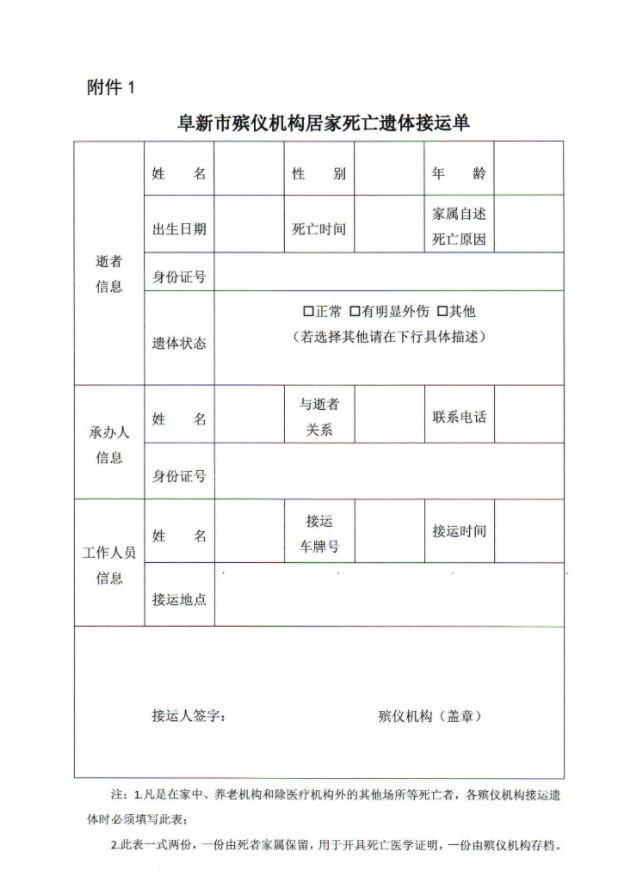 附件 1
阜新市殡仪机构居家死亡遗体接运单
逝者
信息
姓 名
性 别
年 龄
出生日期
死亡时间
家属自述
死亡原因
身份证号
遗体状态
□正常 □有明显外伤 □其他
（若选择其他请在下行具体描述）
承办人
信息
姓 名
与逝者
关系
联系电话
身份证号
工作人员
信息
姓 名
接运
车牌号
接运时间
接运地点
接运人签字：
殡仪机构（盖章）
注：1.凡是在家中、养老机构和除医疗机构外的其他场所等死亡者，各殡仪机构接运遗
体时必须填写此表；
2.此表一式两份，一份由死者家属保留，用于开具死亡医学证明，一份由殡仪机构存档。